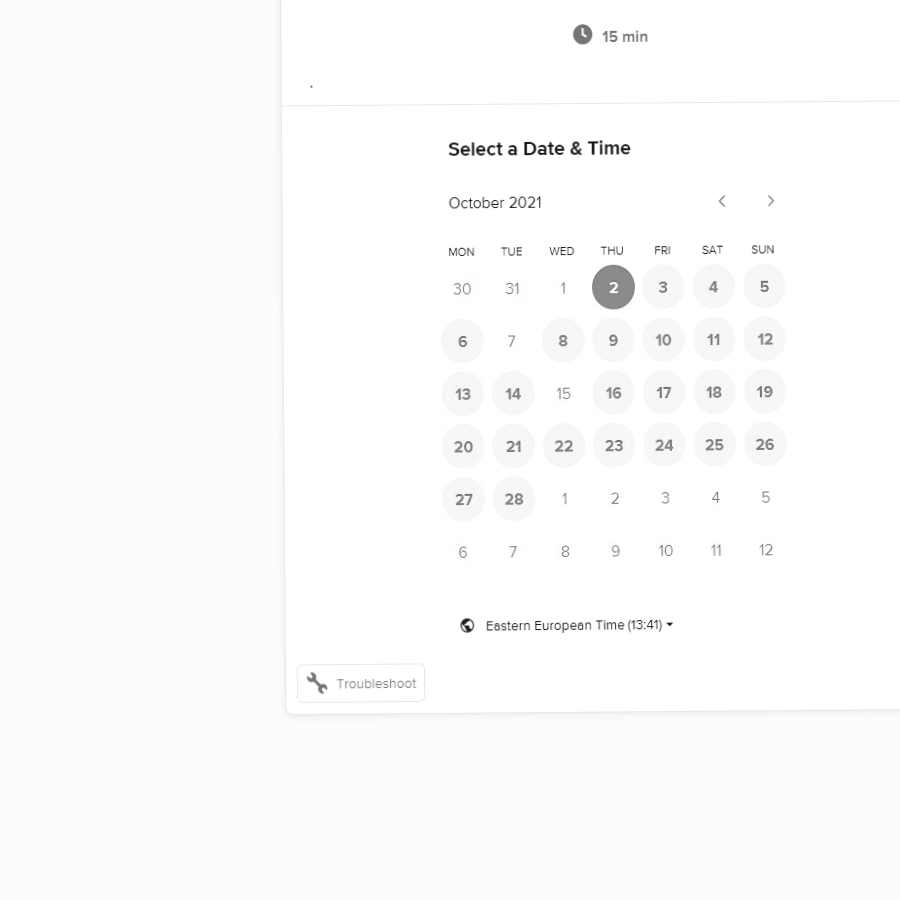 15 min
.
Select a Date & Time
October 2021
MON TUE WED THU FRI SAT SUN
30 31 1 2 3 4 5
6 7 8 9 10 11 12
13 14 15 16 17 18 19
20 21 22 23 24 25 26
27 28 1 2 3 4 5
6 7 8 9 10 11 12
Eastern European Time (13:41)
Troubleshoot